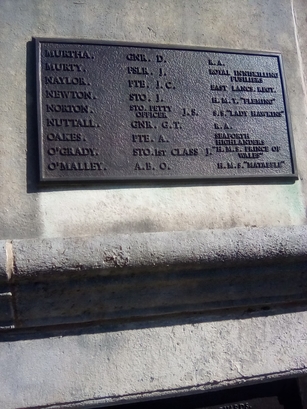 MURTHA. GNR. D. R.A.
MURTY. FSLR. J. ROYAL INNISKILLING FUSILIERS
NAYLOR. PTE. J.C. EAST LANCS. REGT.
NEWTON. STO. J. H.M.T. "FLEMING"
NORTON. STO. PETTY OFFICER. J.S. S.S. "LADY HAWKINS"
NUTTALL. GNR. G.T. R.A.
OAKES. PTE. A. SEAFORTH HIGHLANDERS
O'GRADY. STO. 1ST CLASS J. "H.M.S. PRINCE OF WALES"
O'MALLEY. A.B. O. H.M.S.